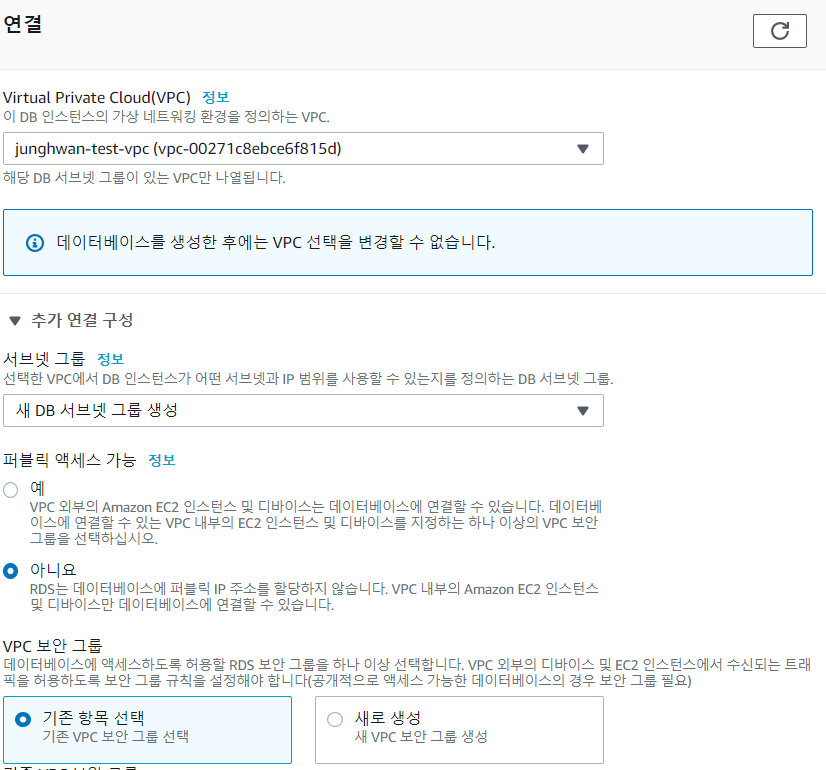 연결
Virtual Private Cloud(VPC) 정보
이 DB 인스턴스의 가상 네트워킹 환경을 정의하는 VPC.
junghwan-test-vpc (vpc-00271c8ebce6f815d)
해당 DB 서브넷 그룹이 있는 VPC만 나열됩니다.
데이터베이스를 생성한 후에는 VPC 선택을 변경할 수 없습니다.
추가 연결 구성
서브넷 그룹 정보
선택한 VPC에서 DB 인스턴스가 어떤 서브넷과 IP 범위를 사용할 수 있는지를 정의하는 DB 서브넷 그룹.
새 DB 서브넷 그룹 생성
퍼블릭 액세스 가능 정보
예
VPC 외부의 Amazon EC2 인스턴스 및 디바이스는 데이터베이스에 연결할 수 있습니다. 데이터베
이스에 연결할 수 있는 VPC 내부의 EC2 인스턴스 및 디바이스를 지정하는 하나 이상의 VPC 보안
그룹을 선택하십시오.
아니요
RDS는 데이터베이스에 퍼블릭 IP 주소를 할당하지 않습니다. VPC 내부의 Amazon EC2 인스턴스
및 디바이스만 데이터베이스에 연결할 수 있습니다.
VPC 보안 그룹
데이터베이스에 액세스하도록 허용할 RDS 보안 그룹을 하나 이상 선택합니다. VPC 외부의 디바이스 및 EC2 인스턴스에서 수신되는 트래
픽을 허용하도록 보안 그룹 규칙을 설정해야 합니다(공개적으로 액세스 가능한 데이터베이스의 경우 보안 그룹 필요)
기존 항목 선택
기존 VPC 보안 그룹 선택
새로 생성
새 VPC 보안 그룹 생성